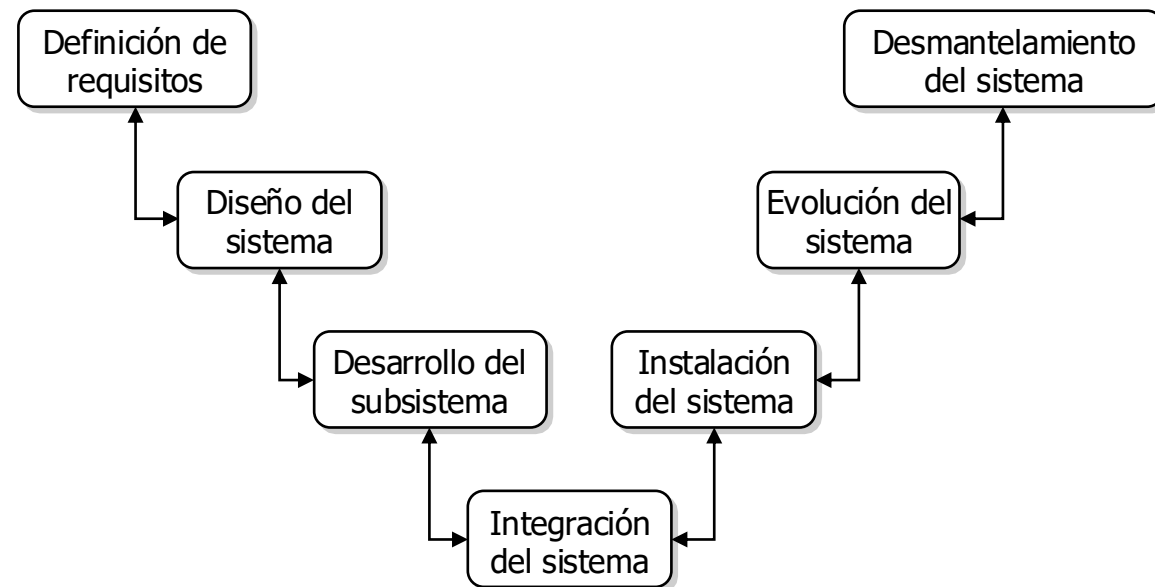 Definición de
requisitos
Desmantelamiento
del sistema
Diseño del
sistema
Evolución del
sistema
Desarrollo del
subsistema
Instalación
del sistema
Integración
del sistema